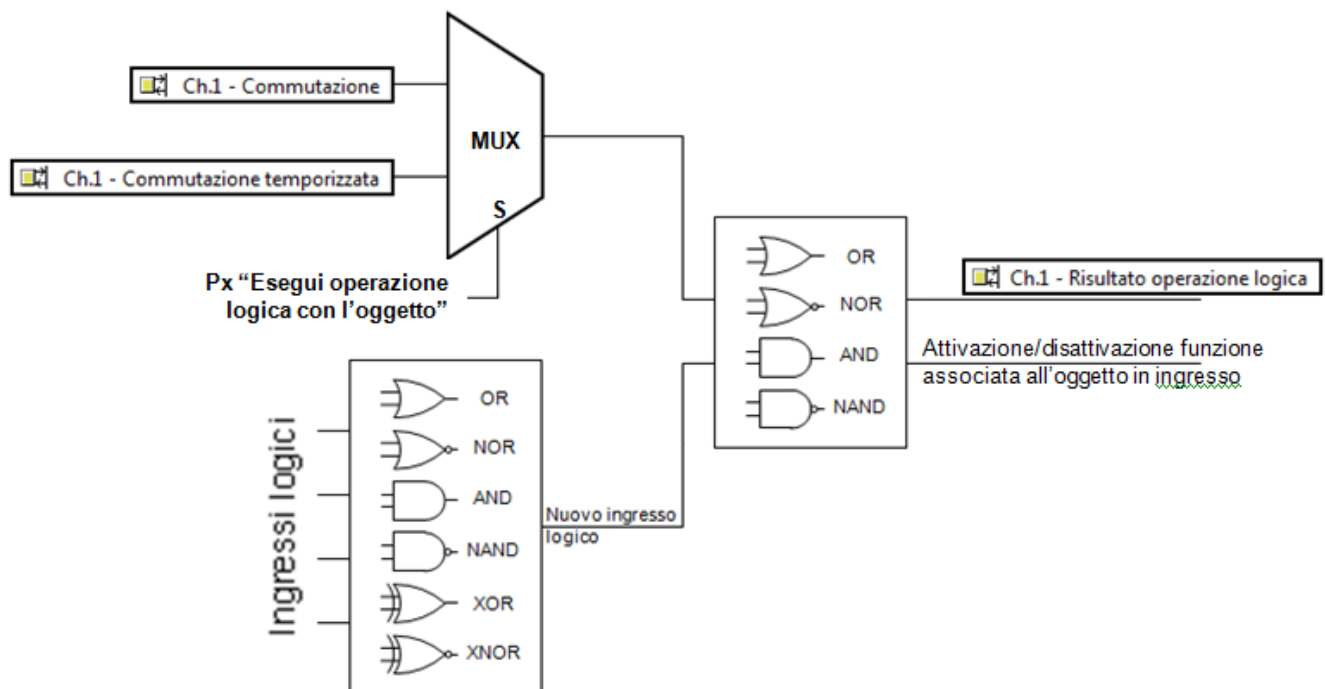 Ch.1 - Commutazione
MUX
Ch.1 - Commutazione temporizzata
S
Px “Esegui operazione
logica con l’oggetto”
OR
NOR
AND
NAND
Ch.1 - Risultato operazione logica
Attivazione/disattivazione funzione
associata all’oggetto in ingresso
Ingressi logici
OR
NOR
AND
NAND
XOR
XNOR
Nuovo ingresso
logico